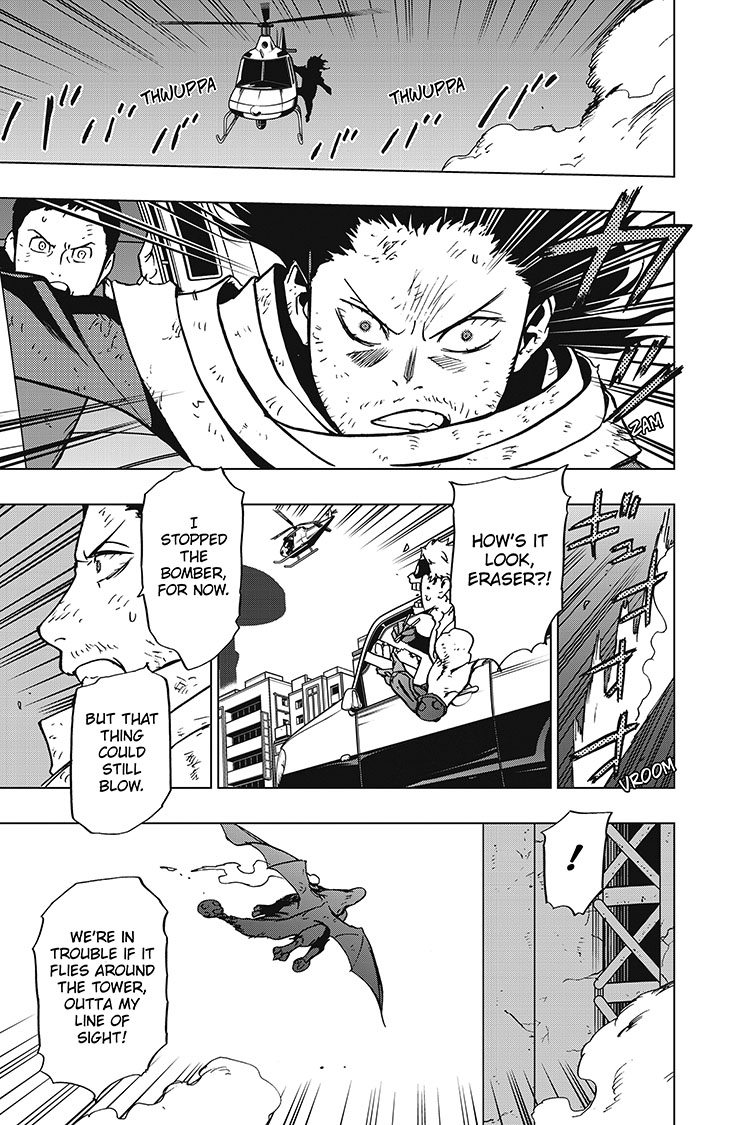 THWUPPA
THWUPPA
ZAM
VROOM
HOW'S IT
LOOK,
ERASER?!
I
STOPPED
THE
BOMBER,
FOR NOW.
BUT THAT
THING
COULD
STILL
BLOW.
!
WE'RE IN
TROUBLE IF IT
FLIES AROUND
THE TOWER,
OUTTA MY
LINE OF
SIGHT!